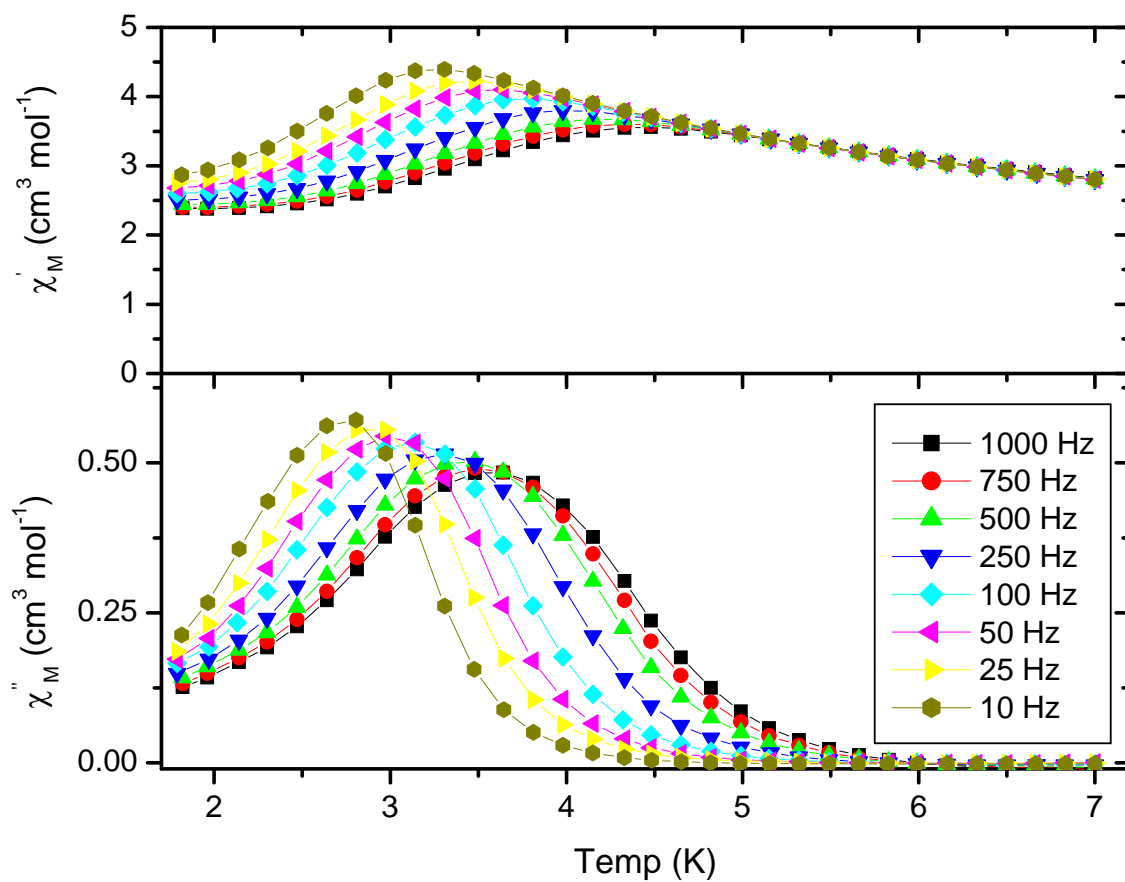 5
4
3
2
1
0
χ'M (cm³ mol⁻¹)
0.50
0.25
0.00
χ"M (cm³ mol⁻¹)
1000 Hz
750 Hz
500 Hz
250 Hz
100 Hz
50 Hz
25 Hz
10 Hz
2 3 4 5 6 7
Temp (K)